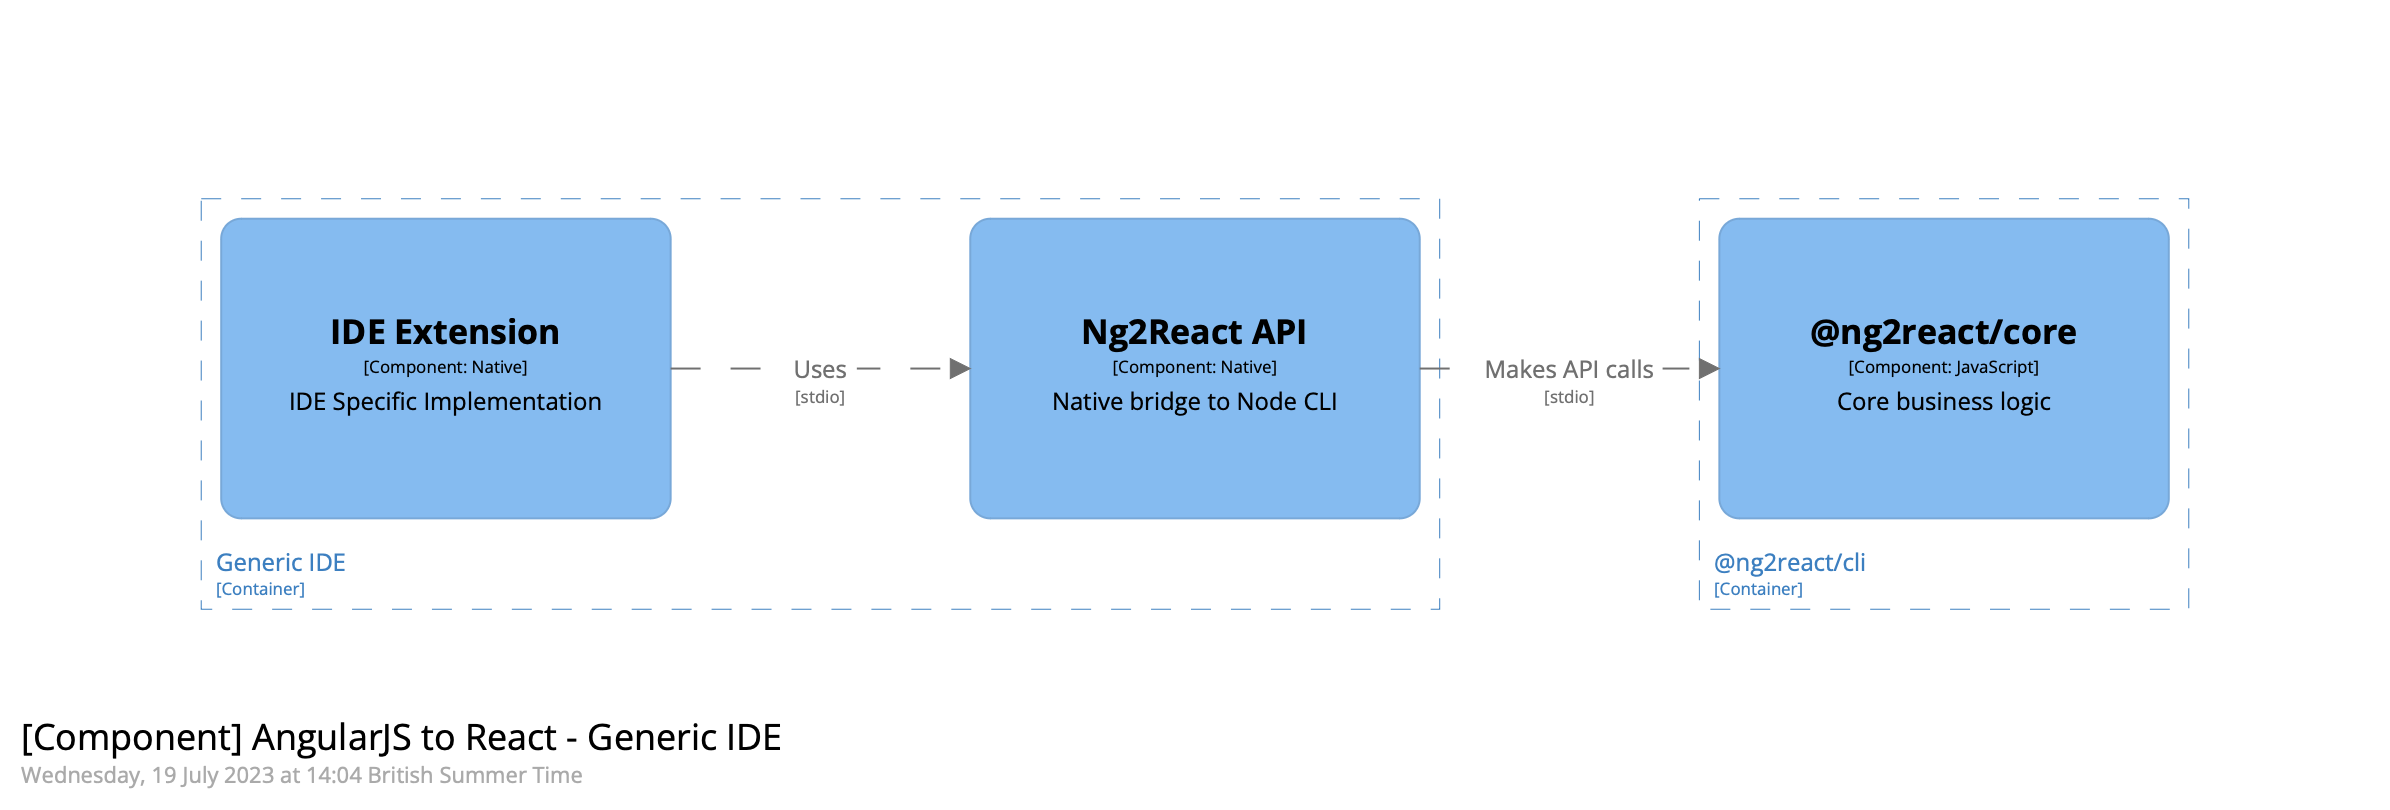 IDE Extension
[Component: Native]
IDE Specific Implementation
Uses
[stdio]
Ng2React API
[Component: Native]
Native bridge to Node CLI
Makes API calls
[stdio]
@ng2react/core
[Component: JavaScript]
Core business logic
Generic IDE
[Container]
@ng2react/cli
[Container]
[Component] AngularJS to React - Generic IDE
Wednesday, 19 July 2023 at 14:04 British Summer Time